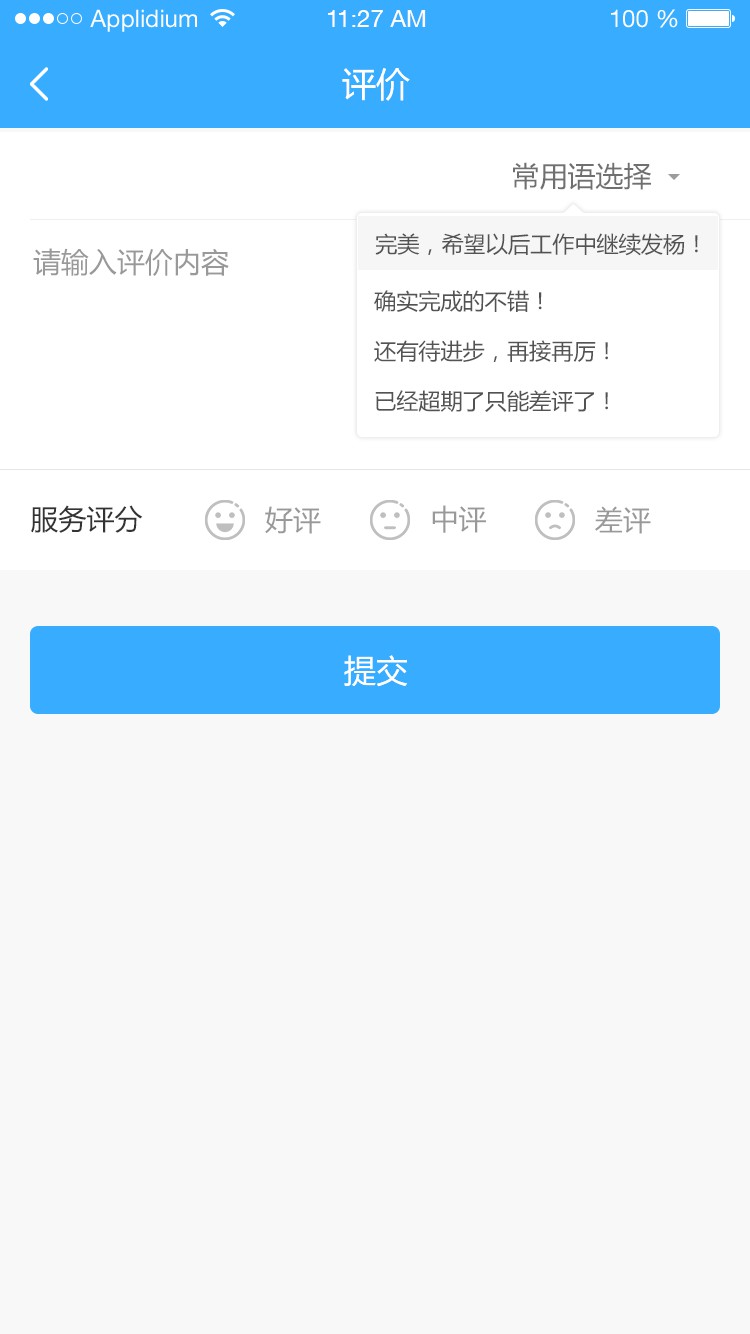 Applidium 11:27 AM 100 %
评价
常用语选择
完美，希望以后工作中继续发杨！
请输入评价内容
确实完成的不错！
还有待进步，再接再厉！
已经超期了只能差评了！
服务评分 好评 中评 差评
提交